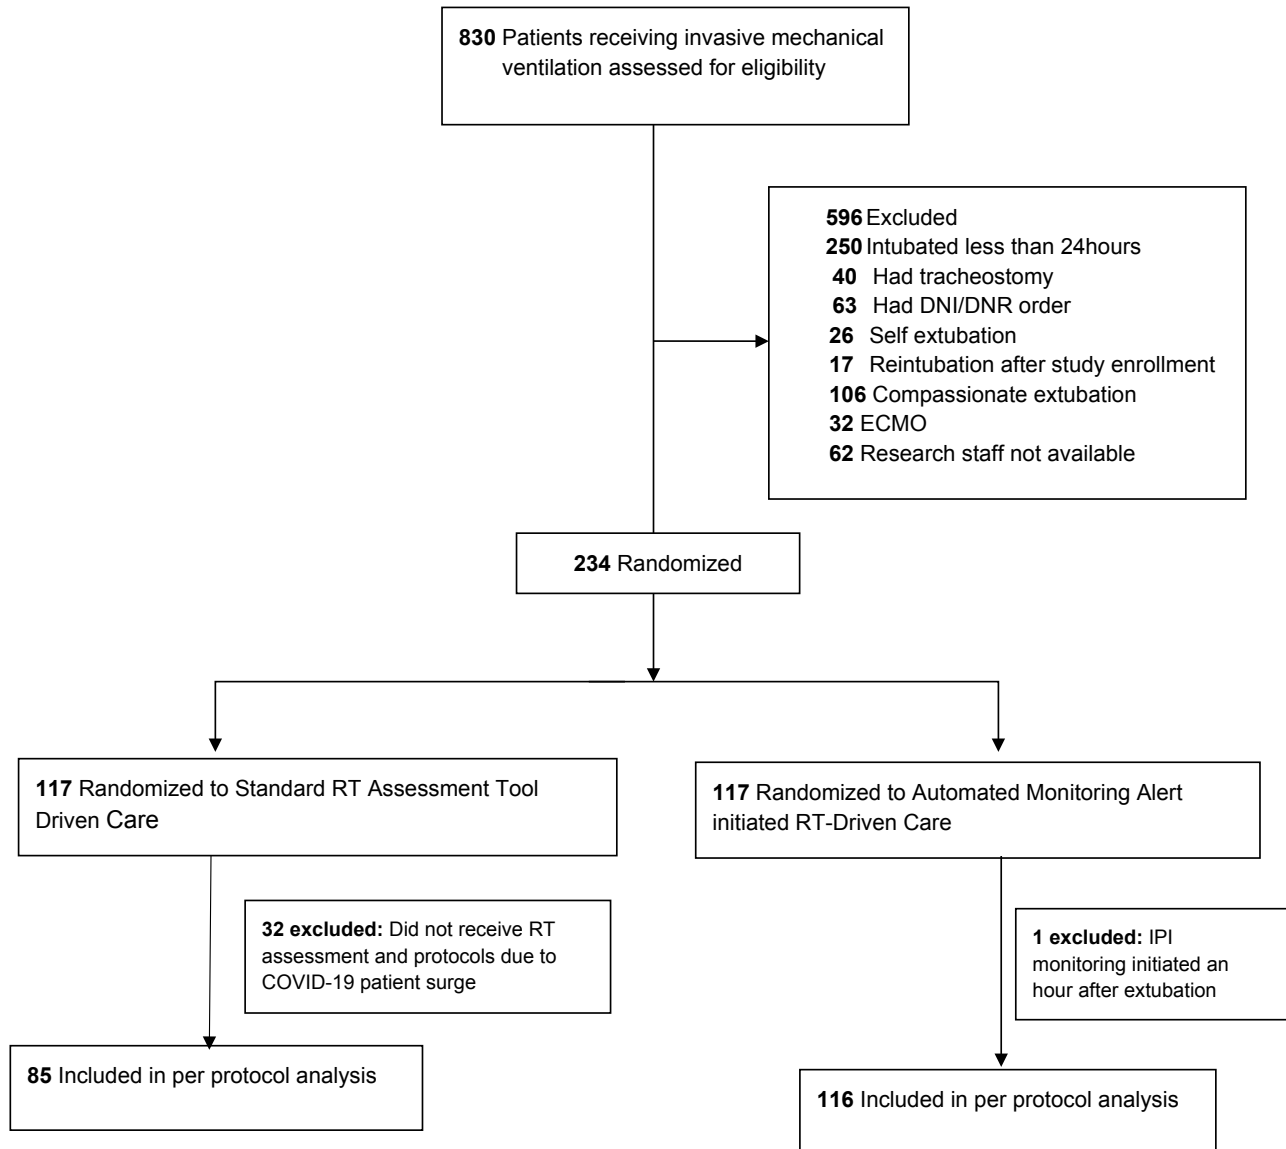 830 Patients receiving invasive mechanical
ventilation assessed for eligibility
596 Excluded
250 Intubated less than 24hours
40 Had tracheostomy
63 Had DNI/DNR order
26 Self extubation
17 Reintubation after study enrollment
106 Compassionate extubation
32 ECMO
62 Research staff not available
234 Randomized
117 Randomized to Standard RT Assessment Tool
Driven Care
117 Randomized to Automated Monitoring Alert
initiated RT-Driven Care
32 excluded: Did not receive RT
assessment and protocols due to
COVID-19 patient surge
1 excluded: IPI
monitoring initiated an
hour after extubation
85 Included in per protocol analysis
116 Included in per protocol analysis